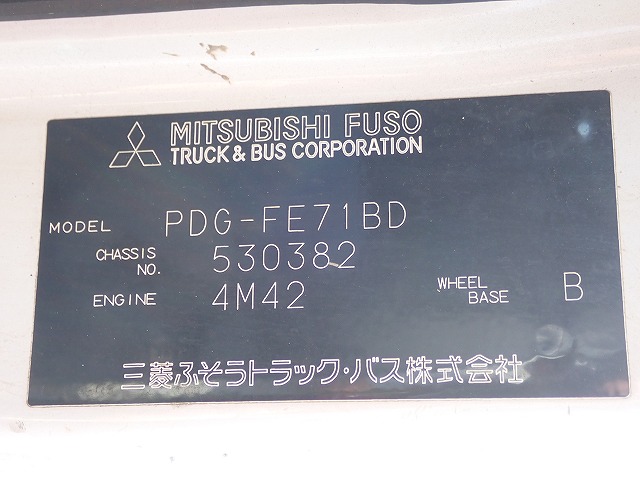 MITSUBISHI FUSO
TRUCK & BUS CORPORATION
MODEL PDG-FE71BD
CHASSIS NO. 530382
ENGINE 4M42
WHEEL BASE B
三菱ふそうトラック・バス株式会社